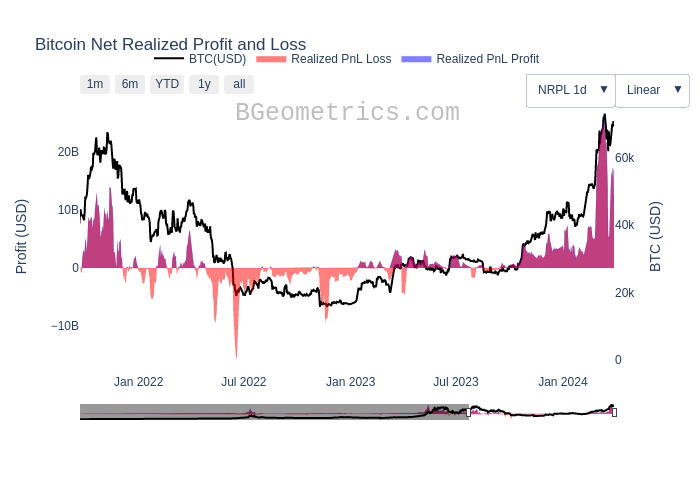 Bitcoin Net Realized Profit and Loss
BTC(USD) Realized PnL Loss Realized PnL Profit
1m 6m YTD 1y all
NRPL 1d ▼ Linear ▼
BGeometrics.com
20B
10B
0
−10B
Profit (USD)
60k
40k
20k
0
BTC (USD)
Jan 2022 Jul 2022 Jan 2023 Jul 2023 Jan 2024